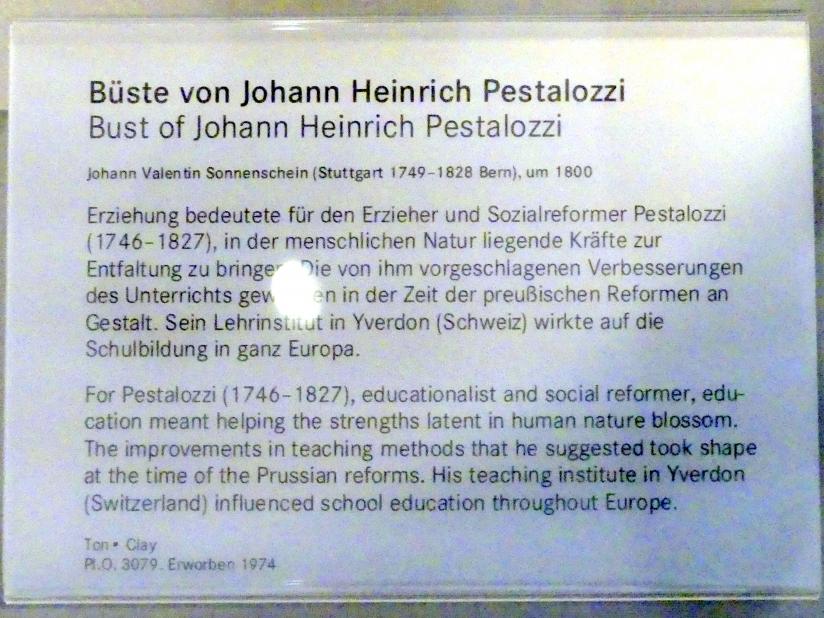 Büste von Johann Heinrich Pestalozzi
Bust of Johann Heinrich Pestalozzi
Johann Valentin Sonnenschein (Stuttgart 1749–1828 Bern), um 1800
Erziehung bedeutete für den Erzieher und Sozialreformer Pestalozzi
(1746–1827), in der menschlichen Natur liegende Kräfte zur
Entfaltung zu bringen. Die von ihm vorgeschlagenen Verbesserungen
des Unterrichts in der Zeit der preußischen Reformen an
Gestalt. Sein Lehrinstitut in Yverdon (Schweiz) wirkte auf die
Schulbildung in ganz Europa.
For Pestalozzi (1746–1827), educationalist and social reformer, edu-
cation meant helping the strengths latent in human nature blossom.
The improvements in teaching methods that he suggested took shape
at the time of the Prussian reforms. His teaching institute in Yverdon
(Switzerland) influenced school education throughout Europe.
Ton • Clay
Pl.O. 3079. Erworben 1974